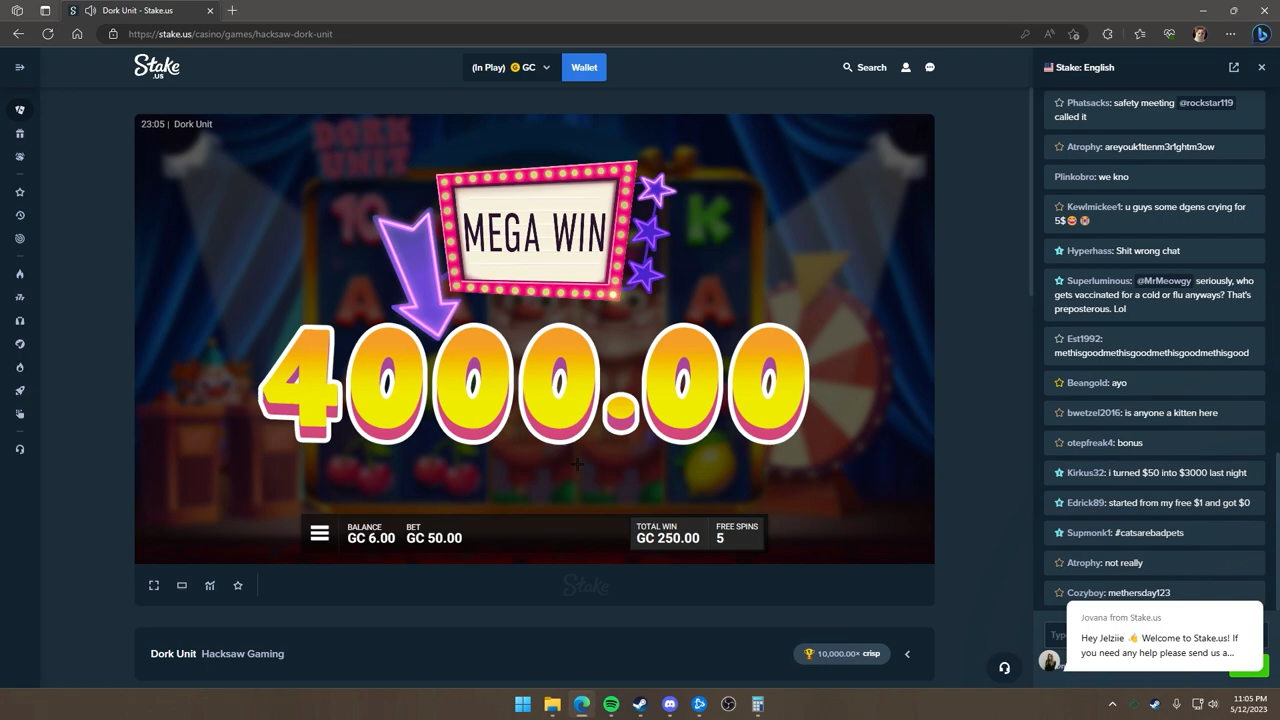 Dork Unit - Stake.us
https://stake.us/casino/games/hacksaw-dork-unit
Stake
.US
(In Play) GC
Wallet
Search
Stake: English
23:05 | Dork Unit
DORK
UNIT
10
K
A
A
MEGA WIN
4000.00
BALANCE
GC 6.00
BET
GC 50.00
TOTAL WIN
GC 250.00
FREE SPINS
5
Stake
Dork Unit Hacksaw Gaming
10,000.00× crisp
Phatsacks: safety meeting @rockstar119
called it
Atrophy: areyouk1ttenm3r1ghtm3ow
Plinkobro: we kno
Kewlmickee1: u guys some dgens crying for
5$
Hyperhass: Shit wrong chat
Superluminous: @MrMeowgy seriously, who
gets vaccinated for a cold or flu anyways? That's
preposterous. Lol
Est1992:
methisgoodmethisgoodmethisgoodmethisgood
Beangold: ayo
bwetzel2016: is anyone a kitten here
otepfreak4: bonus
Kirkus32: i turned $50 into $3000 last night
Edrick89: started from my free $1 and got $0
Supmonk1: #catsarebadpets
Atrophy: not really
Cozyboy: methersday123
Jovana from Stake.us
Hey Jelziie Welcome to Stake.us! If
you need any help please send us a...
11:05 PM
5/12/2023